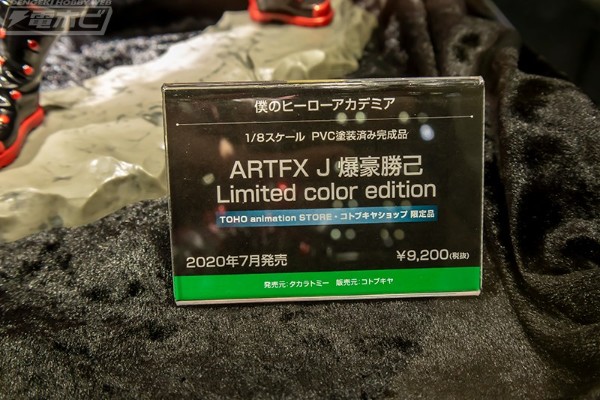 DENGEKI HOBBY WEB
電ホビ
僕のヒーローアカデミア
1/8スケール PVC塗装済み完成品
ARTFX J 爆豪勝己
Limited color edition
TOHO animation STORE・コトブキヤショップ 限定品
2020年7月発売 ¥9,200(税抜)
発売元:タカラトミー 販売元:コトブキヤ